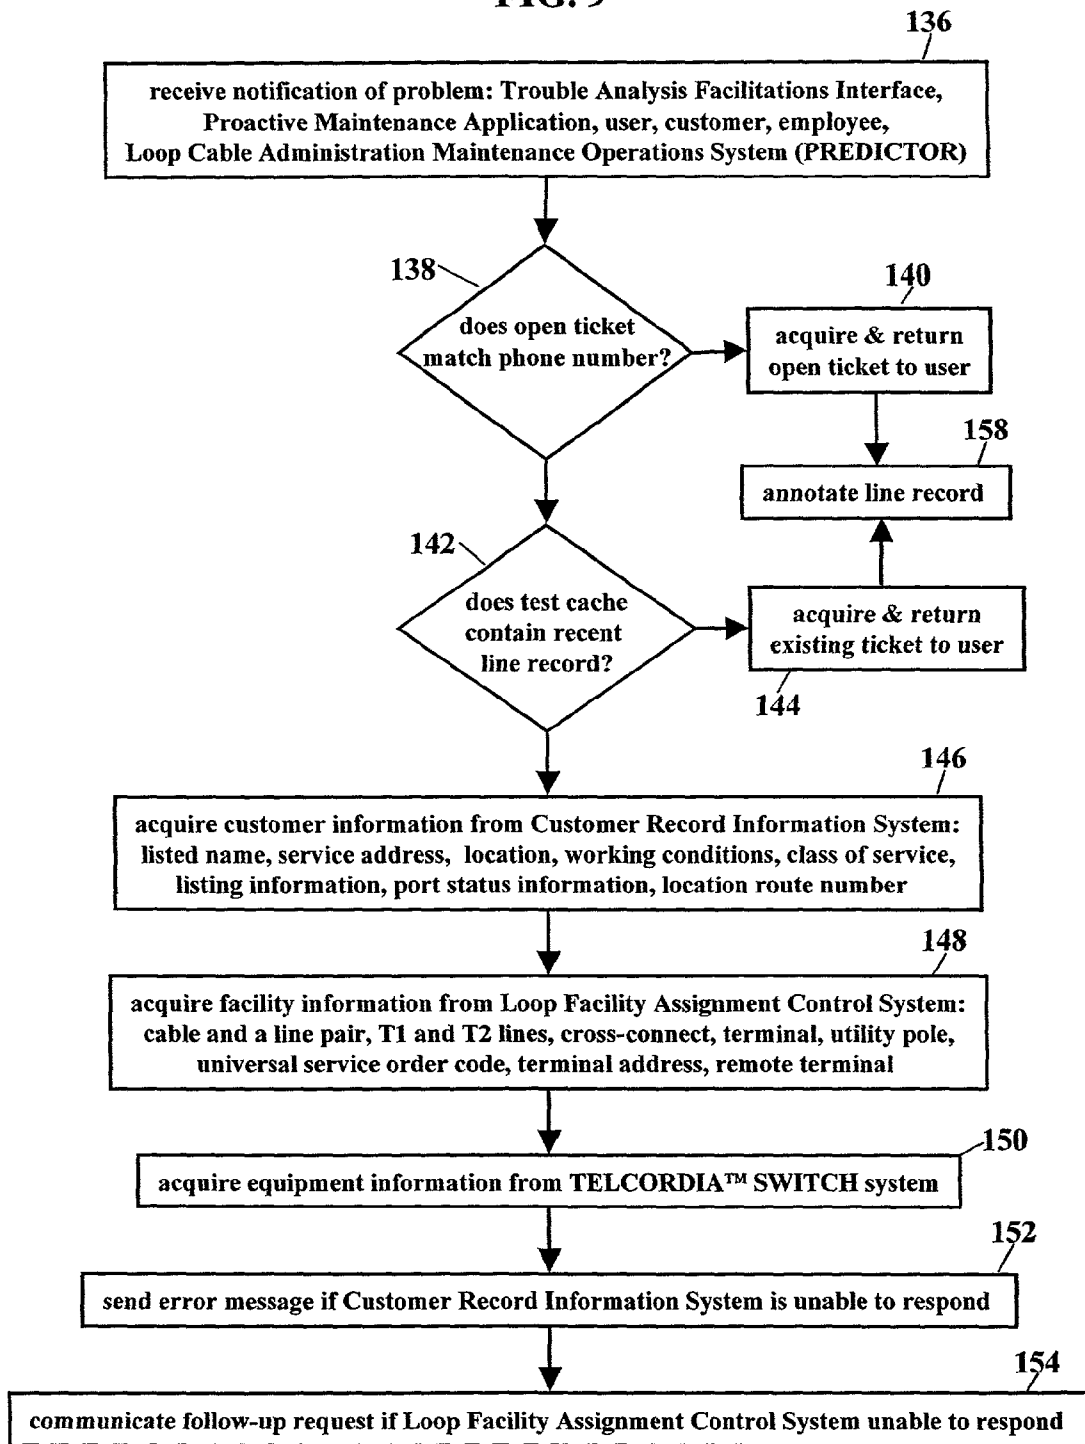 FIG. 9
136
receive notification of problem: Trouble Analysis Facilitations Interface,
Proactive Maintenance Application, user, customer, employee,
Loop Cable Administration Maintenance Operations System (PREDICTOR)
138
does open ticket
match phone number?
140
acquire & return
open ticket to user
158
annotate line record
142
does test cache
contain recent
line record?
acquire & return
existing ticket to user
144
146
acquire customer information from Customer Record Information System:
listed name, service address, location, working conditions, class of service,
listing information, port status information, location route number
148
acquire facility information from Loop Facility Assignment Control System:
cable and a line pair, T1 and T2 lines, cross-connect, terminal, utility pole,
universal service order code, terminal address, remote terminal
150
acquire equipment information from TELCORDIA™ SWITCH system
152
send error message if Customer Record Information System is unable to respond
154
communicate follow-up request if Loop Facility Assignment Control System unable to respond